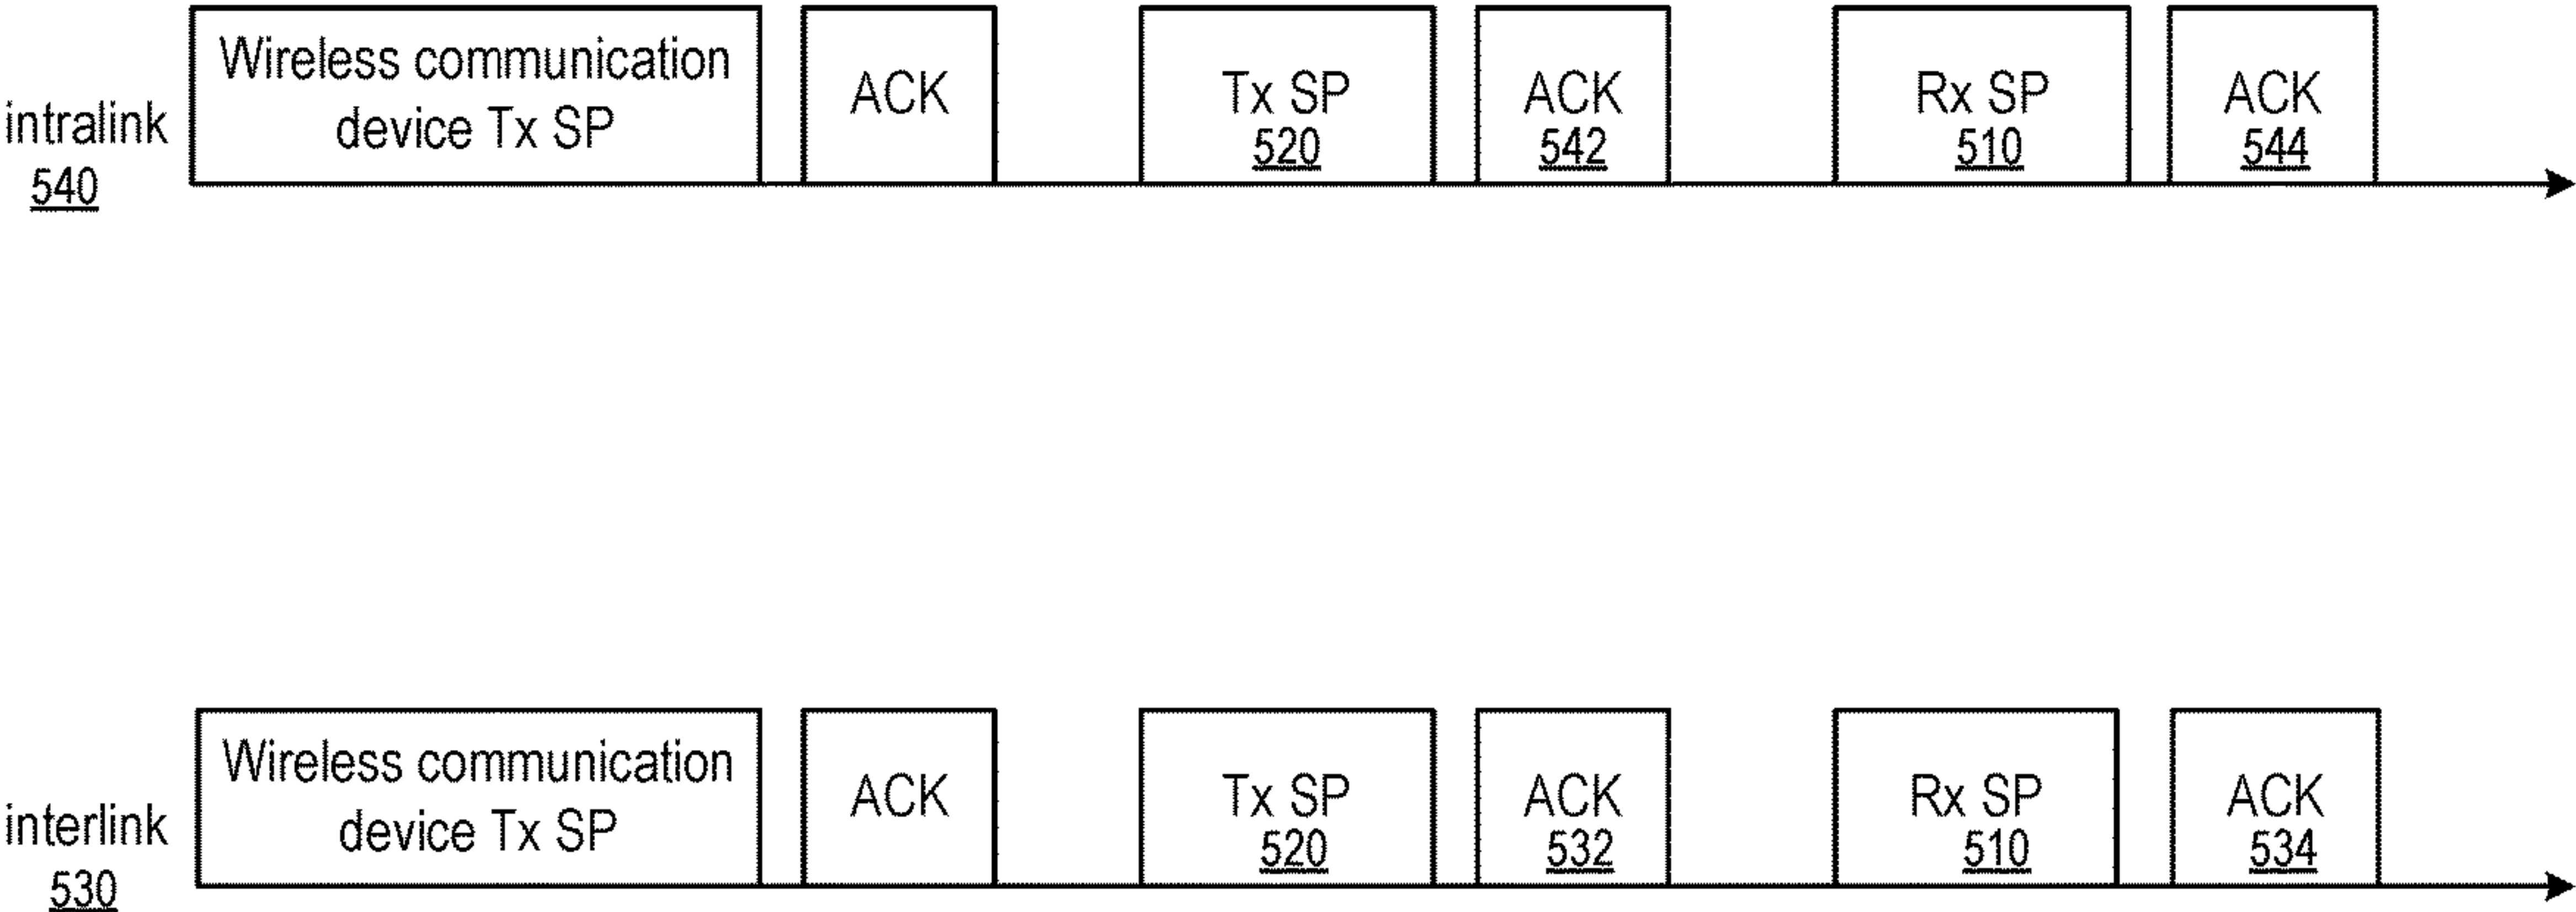 intralink
540
Wireless communication
device Tx SP
ACK
Tx SP
520
ACK
542
Rx SP
510
ACK
544
interlink
530
Wireless communication
device Tx SP
ACK
Tx SP
520
ACK
532
Rx SP
510
ACK
534